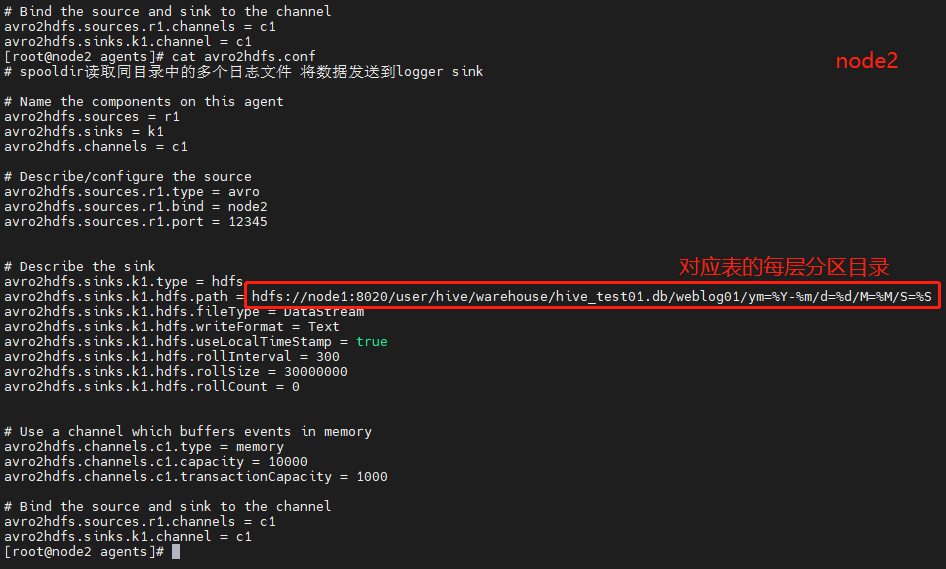 # Bind the source and sink to the channel
avro2hdfs.sources.r1.channels = c1
avro2hdfs.sinks.k1.channel = c1
[root@node2 agents]# cat avro2hdfs.conf
node2
# spooldir读取同目录中的多个日志文件 将数据发送到logger sink
# Name the components on this agent
avro2hdfs.sources = r1
avro2hdfs.sinks = k1
avro2hdfs.channels = c1
# Describe/configure the source
avro2hdfs.sources.r1.type = avro
avro2hdfs.sources.r1.bind = node2
avro2hdfs.sources.r1.port = 12345
对应表的每层分区目录
# Describe the sink
avro2hdfs.sinks.k1.type = hdfs
avro2hdfs.sinks.k1.hdfs.path = hdfs://node1:8020/user/hive/warehouse/hive_test01.db/weblog01/ym=%Y-%m/d=%d/M=%M/S=%S
avro2hdfs.sinks.k1.hdfs.fileType = DataStream
avro2hdfs.sinks.k1.hdfs.writeFormat = Text
avro2hdfs.sinks.k1.hdfs.useLocalTimeStamp = true
avro2hdfs.sinks.k1.hdfs.rollInterval = 300
avro2hdfs.sinks.k1.hdfs.rollSize = 30000000
avro2hdfs.sinks.k1.hdfs.rollCount = 0
# Use a channel which buffers events in memory
avro2hdfs.channels.c1.type = memory
avro2hdfs.channels.c1.capacity = 10000
avro2hdfs.channels.c1.transactionCapacity = 1000
# Bind the source and sink to the channel
avro2hdfs.sources.r1.channels = c1
avro2hdfs.sinks.k1.channel = c1
[root@node2 agents]#